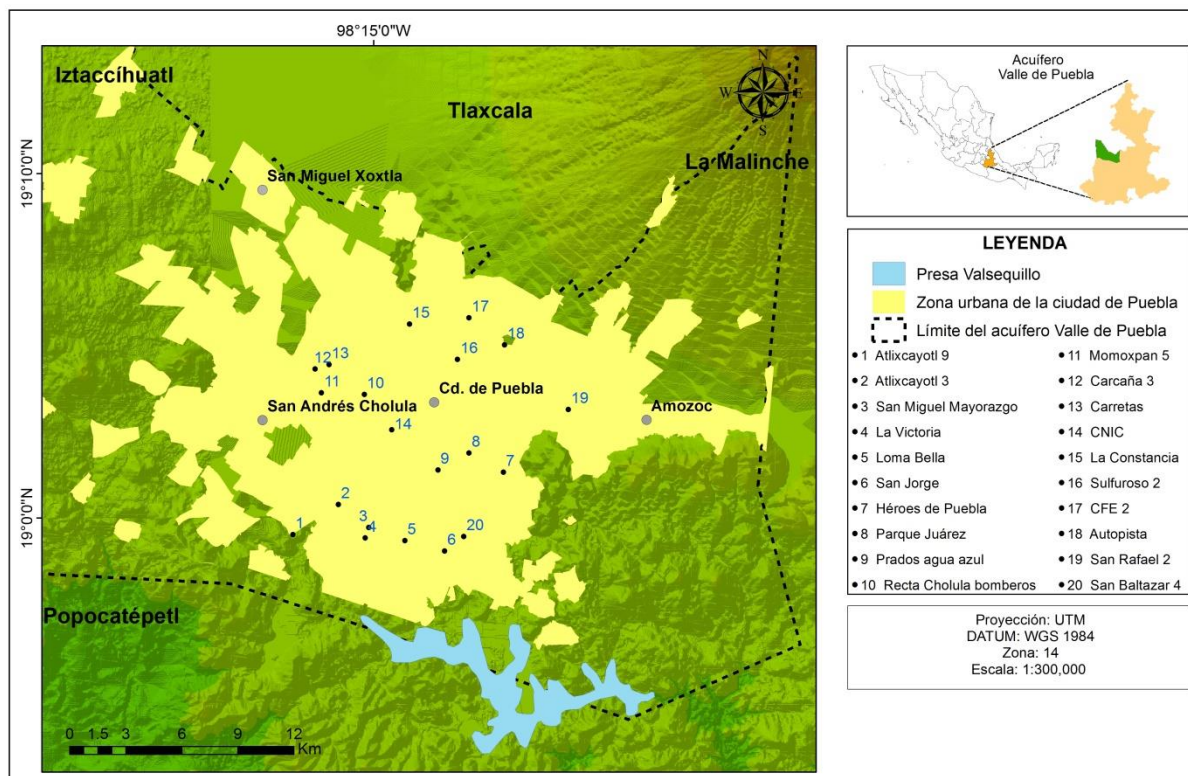 98°15'0"W
Iztaccíhuatl
Tlaxcala
N
W E
S
La Malinche
19°10'0"N
San Miguel Xoxtla
15
17
18
16
12
13
11
10
Cd. de Puebla
San Andrés Cholula
14
19
Amozoc
8
9
7
2
19°0'0"N
1
3
4
5
6
20
Popocatépetl
0 1.5 3 6 9 12
Km
Acuífero
Valle de Puebla
LEYENDA
Presa Valsequillo
Zona urbana de la ciudad de Puebla
Límite del acuífero Valle de Puebla
1 Atlixcayotl 9
2 Atlixcayotl 3
3 San Miguel Mayorazgo
4 La Victoria
5 Loma Bella
6 San Jorge
7 Héroes de Puebla
8 Parque Juárez
9 Prados agua azul
10 Recta Cholula bomberos
11 Momoxpan 5
12 Carcaña 3
13 Carretas
14 CNIC
15 La Constancia
16 Sulfuroso 2
17 CFE 2
18 Autopista
19 San Rafael 2
20 San Baltazar 4
Proyección: UTM
DATUM: WGS 1984
Zona: 14
Escala: 1:300,000